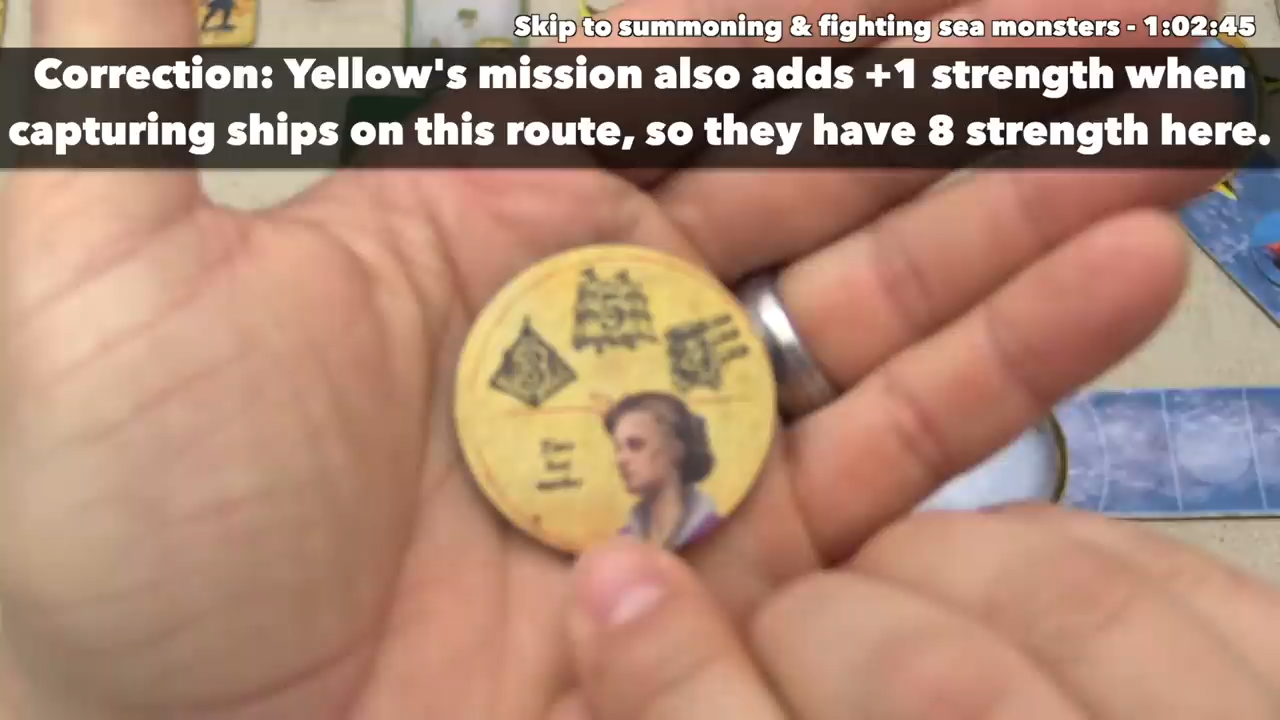 Skip to summoning & fighting sea monsters - 1:02:45
Correction: Yellow's mission also adds +1 strength when
capturing ships on this route, so they have 8 strength here.